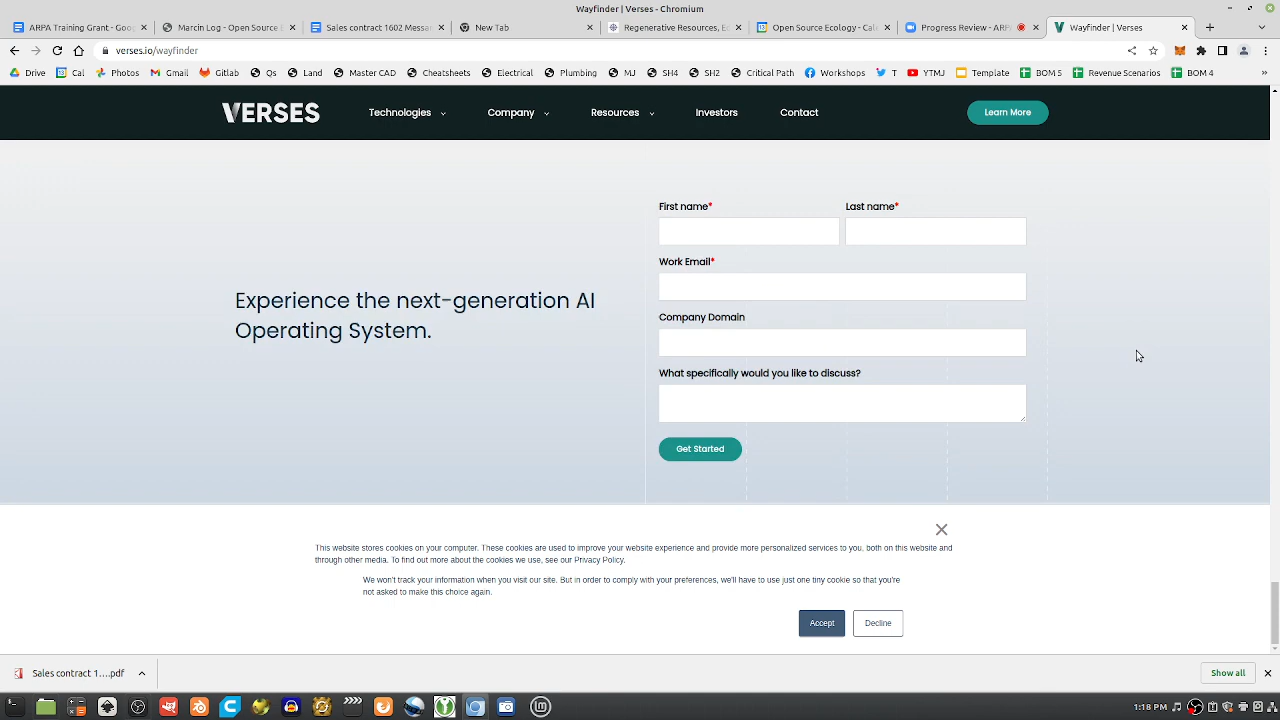 Wayfinder | Verses - Chromium
ARPA Training Grant - Goog
Marcin Log - Open Source E
Sales contract 1602 Messam
New Tab
Regenerative Resources, Ed
Open Source Ecology - Cale
Progress Review - ARPA
Wayfinder | Verses
verses.io/wayfinder
Drive
Cal
Photos
Gmail
Gitlab
Qs
Land
Master CAD
Cheatsheets
Electrical
Plumbing
MJ
SH4
SH2
Critical Path
Workshops
T
YTMJ
Template
BOM 5
Revenue Scenarios
BOM 4
VERSES
Technologies
Company
Resources
Investors
Contact
Learn More
First name*
Last name*
Work Email*
Experience the next-generation AI
Operating System.
Company Domain
What specifically would you like to discuss?
Get Started
This website stores cookies on your computer. These cookies are used to improve your website experience and provide more personalized services to you, both on this website and
through other media. To find out more about the cookies we use, see our Privacy Policy.
We won't track your information when you visit our site. But in order to comply with your preferences, we'll have to use just one tiny cookie so that you're
not asked to make this choice again.
Accept
Decline
Sales contract 1....pdf
Show all
1:18 PM